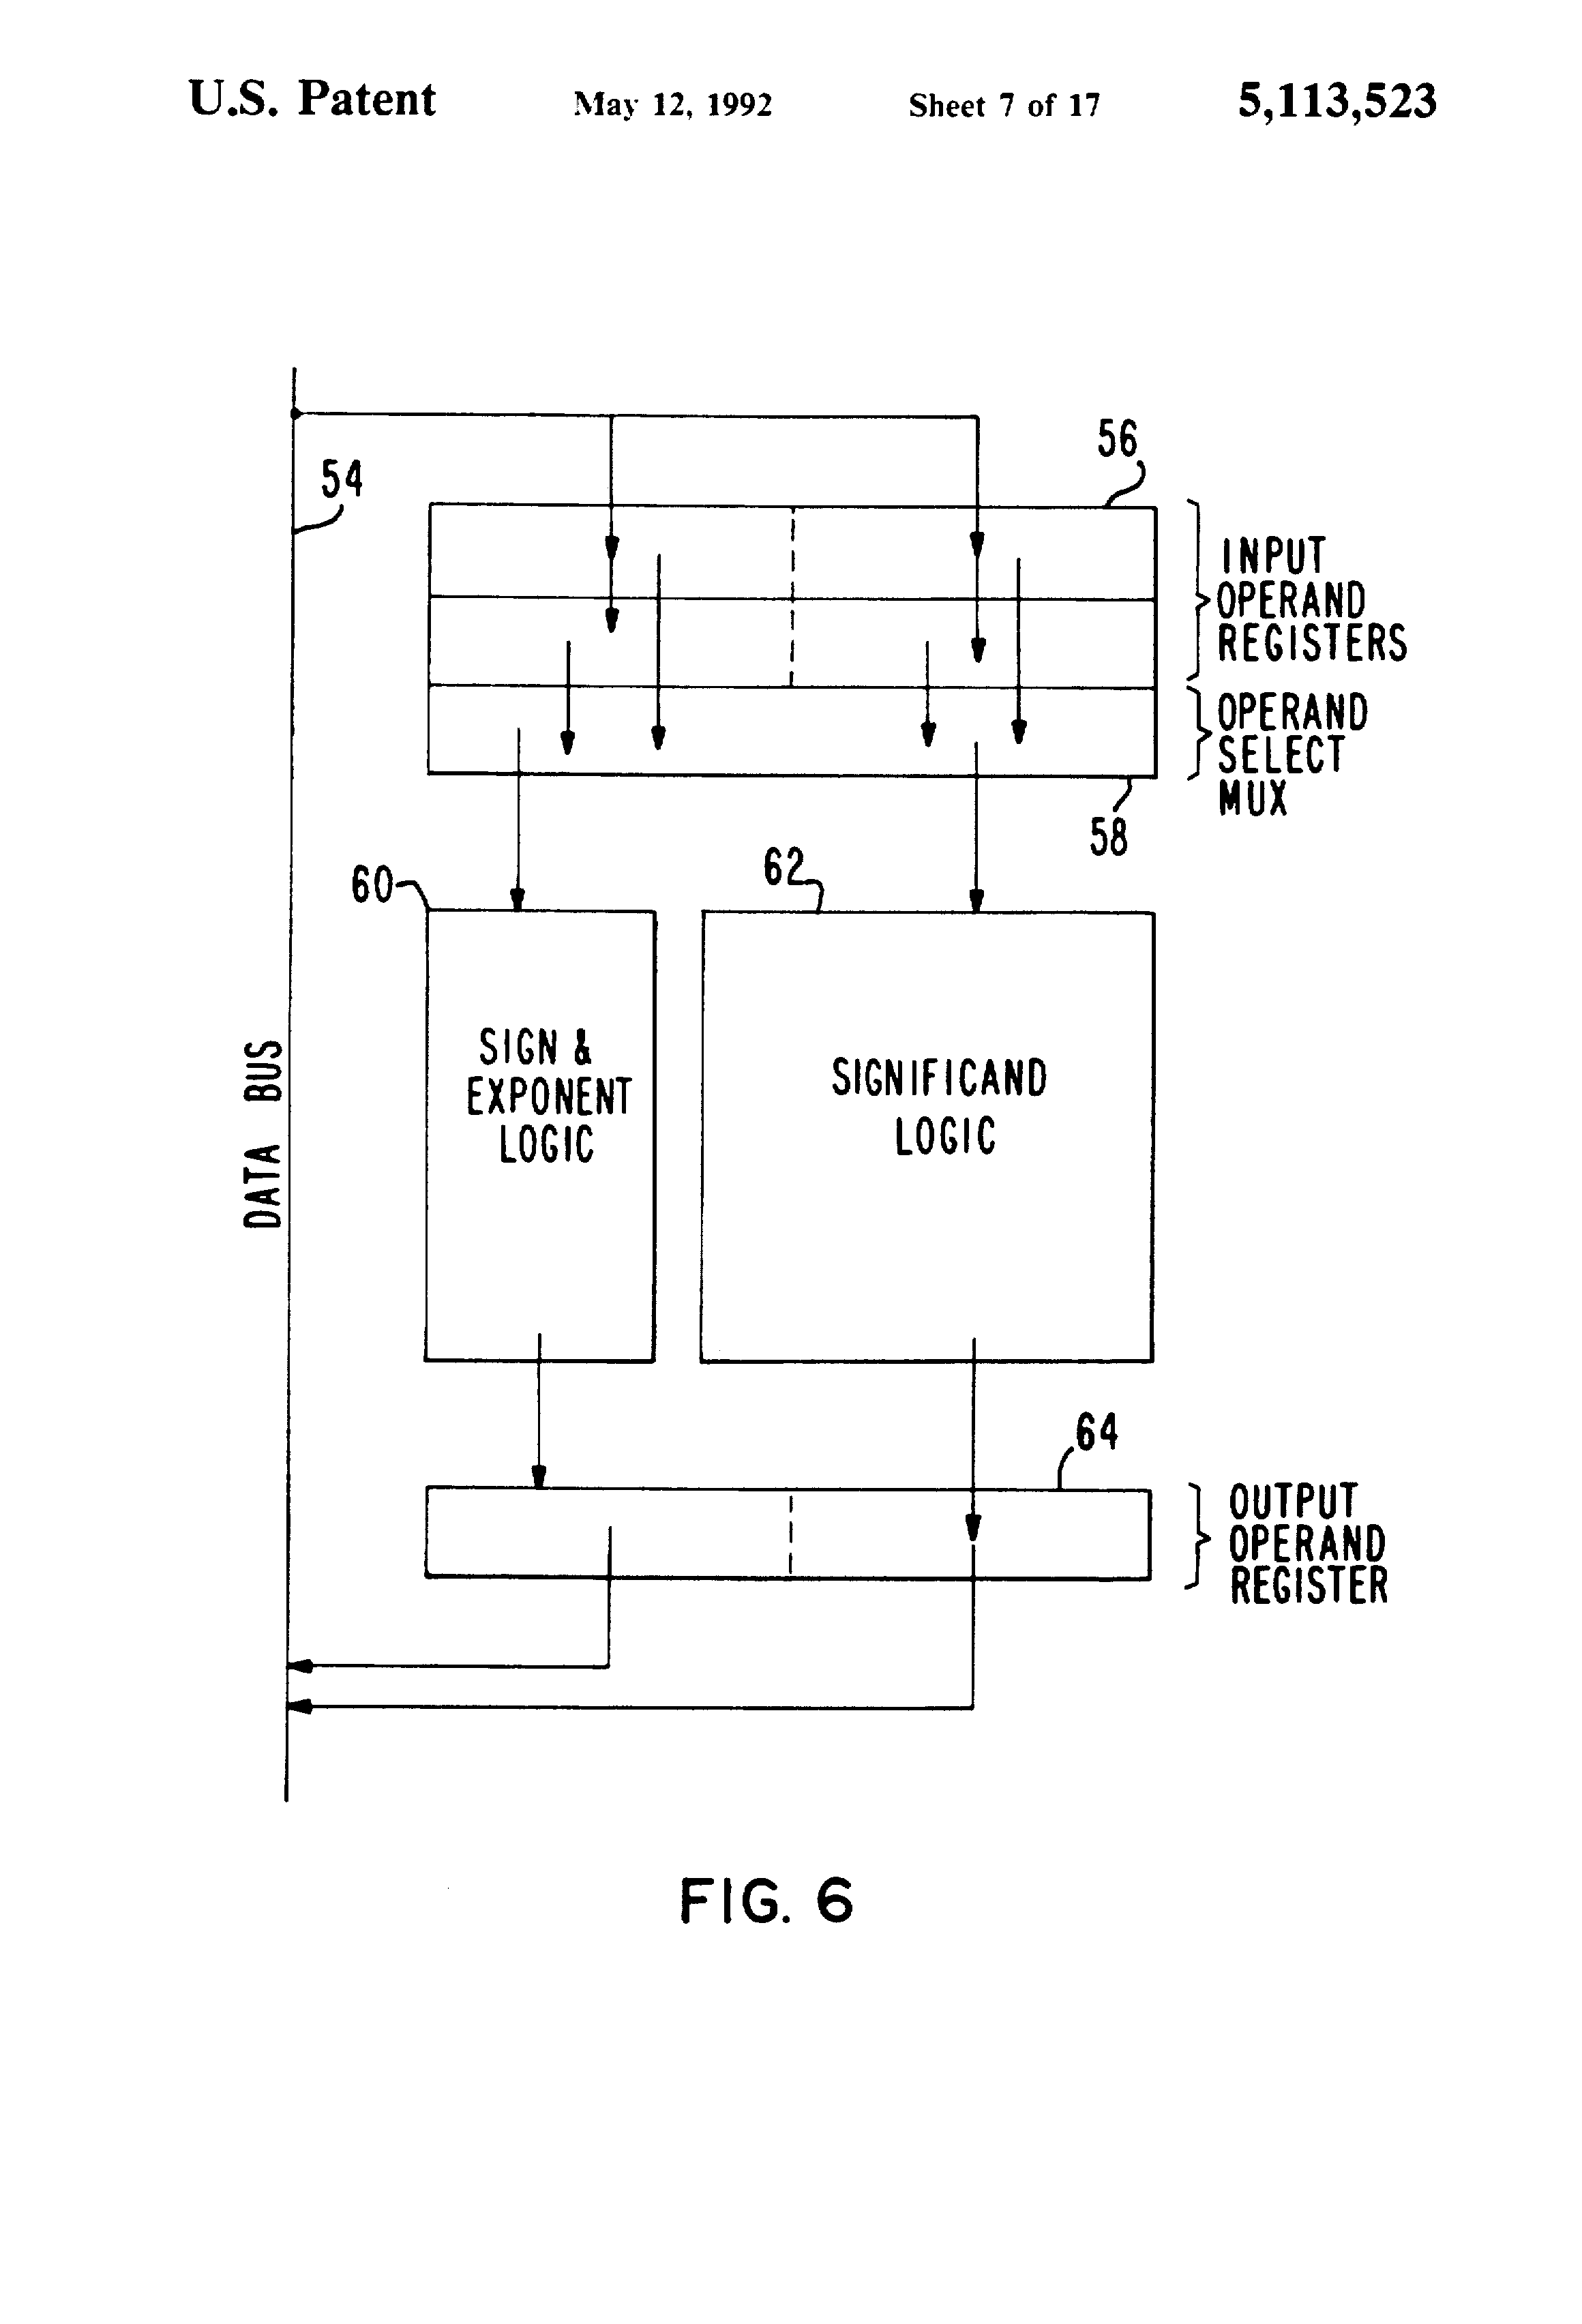 U.S. Patent May 12, 1992 Sheet 7 of 17 5,113,523
56
54
INPUT
OPERAND
REGISTERS
OPERAND
SELECT
MUX
58
60
62
SIGN &
EXPONENT
LOGIC
SIGNIFICAND
LOGIC
DATA BUS
64
OUTPUT
OPERAND
REGISTER
FIG. 6